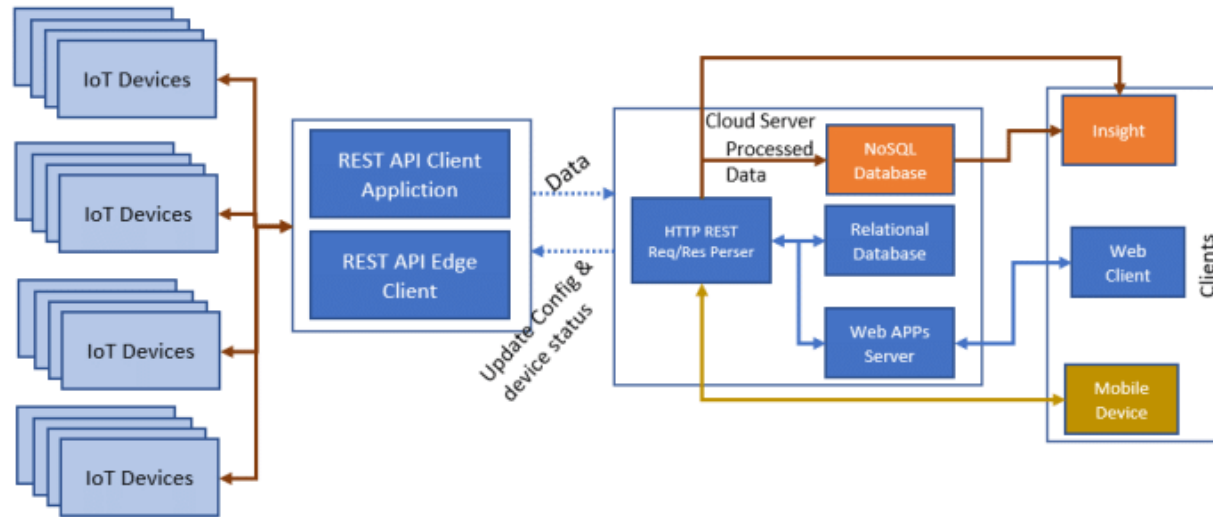 IoT Devices
IoT Devices
IoT Devices
IoT Devices
REST API Client
Appliction
REST API Edge
Client
Data
Update Config &
device status
Cloud Server
Processed
Data
HTTP REST
Req/Res Perser
NoSQL
Database
Relational
Database
Web APPs
Server
Insight
Web
Client
Mobile
Device
Clients